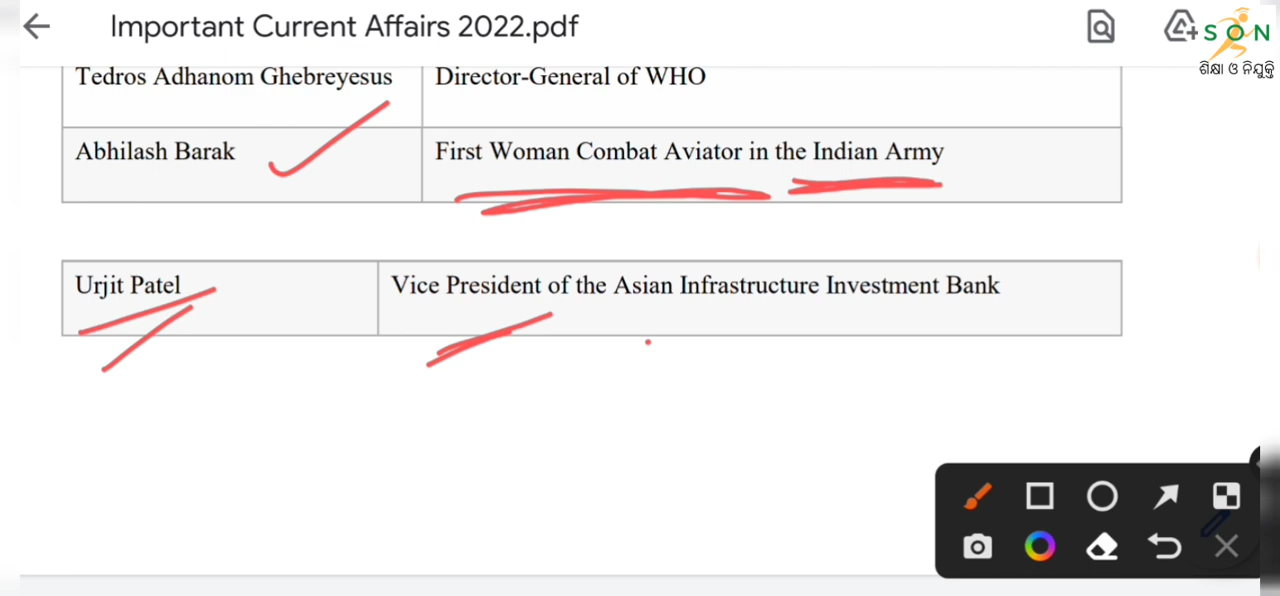 Important Current Affairs 2022.pdf
SON
ଶିକ୍ଷା ଓ ନିଯୁକ୍ତି
Tedros Adhanom Ghebreyesus Director-General of WHO
Abhilash Barak First Woman Combat Aviator in the Indian Army
Urjit Patel Vice President of the Asian Infrastructure Investment Bank